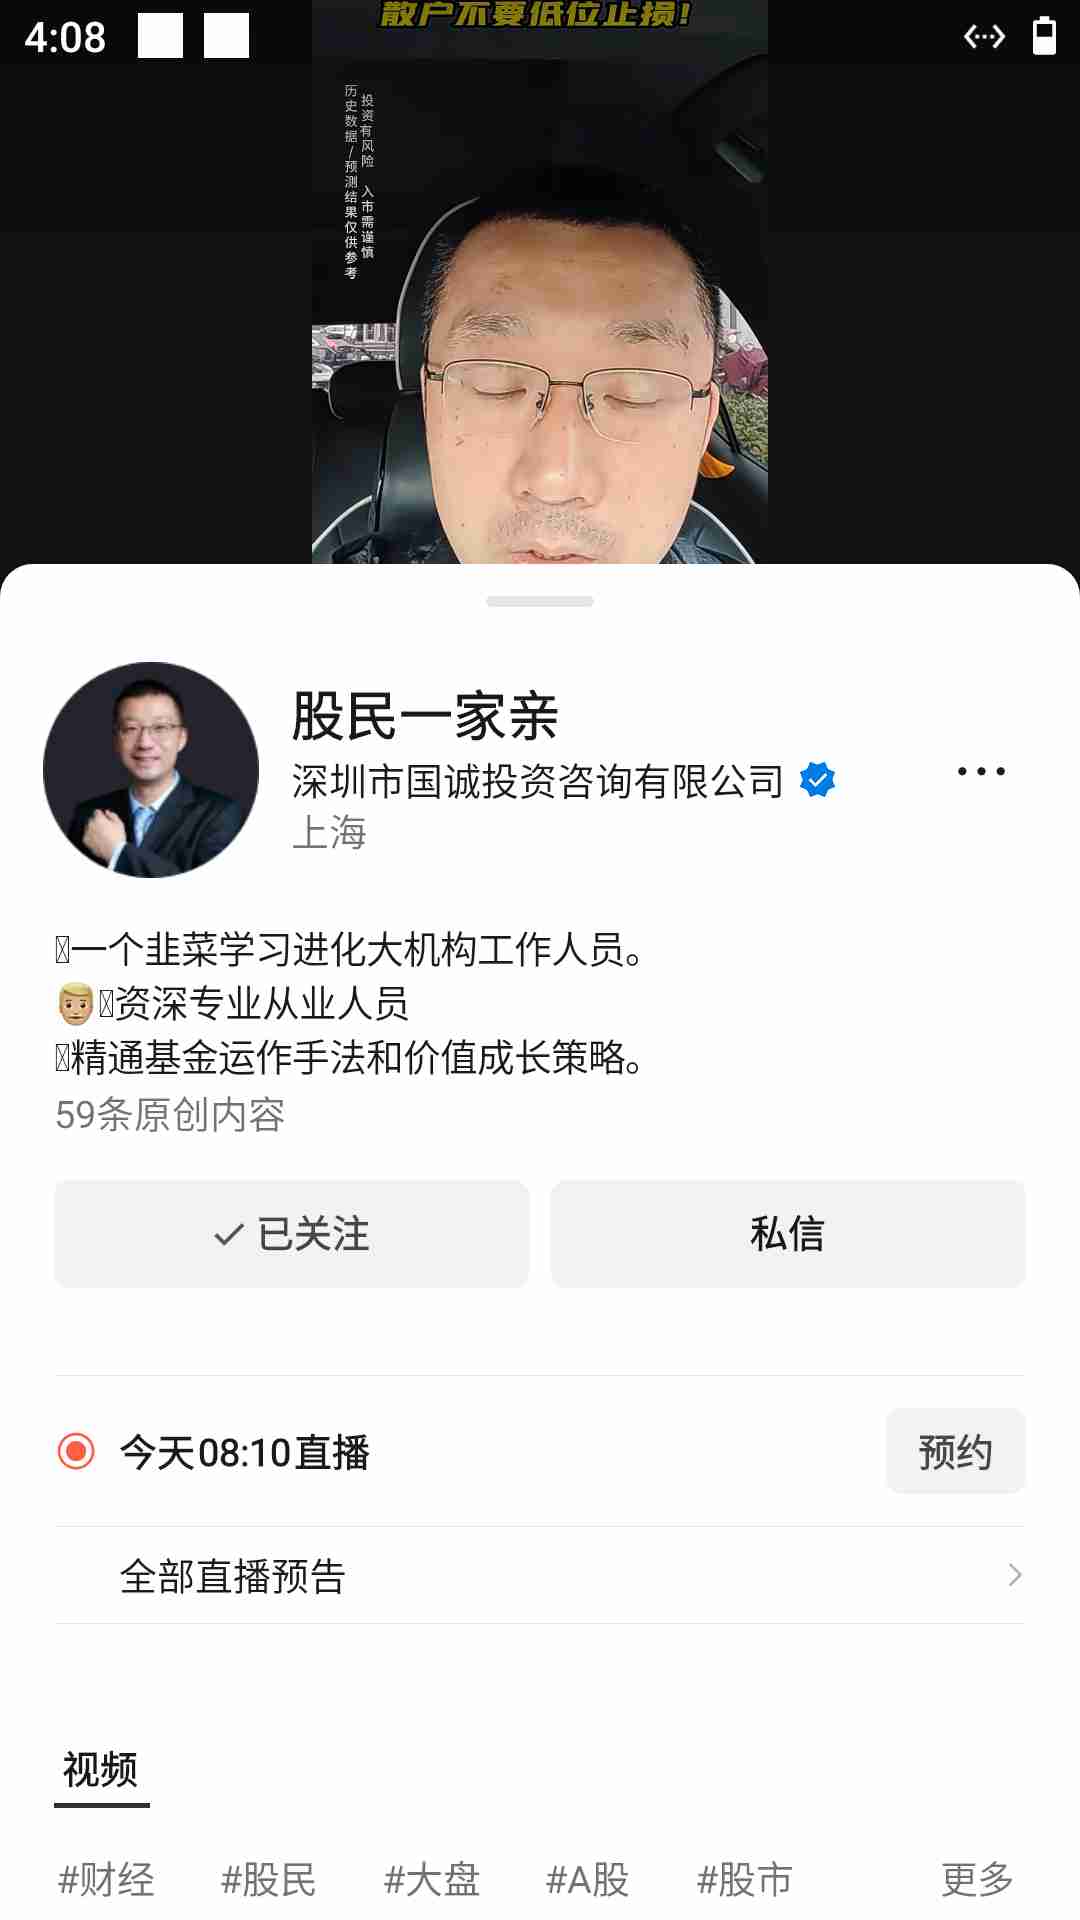 散户不要低位止损！
4:08
投资有风险 入市需谨慎
历史数据/预测结果仅供参考
股民一家亲
深圳市国诚投资咨询有限公司
上海
一个韭菜学习进化大机构工作人员。
资深专业从业人员
精通基金运作手法和价值成长策略。
59条原创内容
已关注
私信
今天08:10直播
预约
全部直播预告
视频
#财经 #股民 #大盘 #A股 #股市 更多